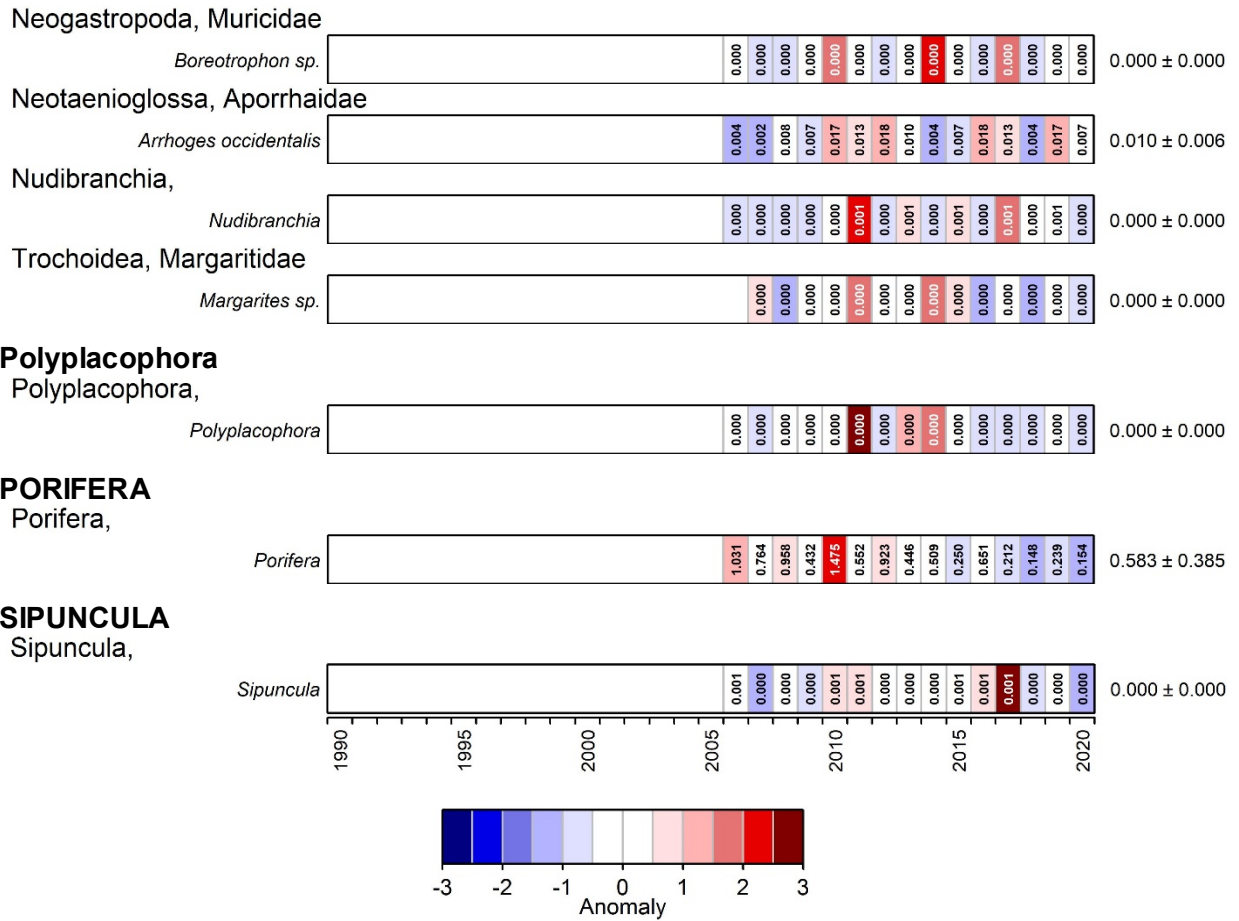 Neogastropoda, Muricidae
Boreotrophon sp. 0.000 0.000 0.000 0.000 0.000 0.000 0.000 0.000 0.000 0.000 0.000 0.000 0.000 0.000 0.000 0.000 ± 0.000
Neotaenioglossa, Aporrhaidae
Arrhoges occidentalis 0.004 0.002 0.008 0.007 0.017 0.013 0.018 0.010 0.004 0.007 0.018 0.013 0.004 0.017 0.007 0.010 ± 0.006
Nudibranchia,
Nudibranchia 0.000 0.000 0.000 0.000 0.000 0.001 0.000 0.001 0.000 0.001 0.000 0.001 0.000 0.001 0.000 0.000 ± 0.000
Trochoidea, Margaritidae
Margarites sp. 0.000 0.000 0.000 0.000 0.000 0.000 0.000 0.000 0.000 0.000 0.000 0.000 0.000 0.000 0.000 ± 0.000
Polyplacophora
Polyplacophora,
Polyplacophora 0.000 0.000 0.000 0.000 0.000 0.000 0.000 0.000 0.000 0.000 0.000 0.000 0.000 0.000 0.000 0.000 ± 0.000
PORIFERA
Porifera,
Porifera 1.031 0.764 0.958 0.432 1.475 0.552 0.923 0.446 0.509 0.250 0.651 0.212 0.148 0.239 0.154 0.583 ± 0.385
SIPUNCULA
Sipuncula,
Sipuncula 0.001 0.000 0.000 0.000 0.001 0.001 0.000 0.000 0.000 0.001 0.001 0.001 0.000 0.000 0.000 0.000 ± 0.000
1990 1995 2000 2005 2010 2015 2020
-3 -2 -1 0 1 2 3
Anomaly